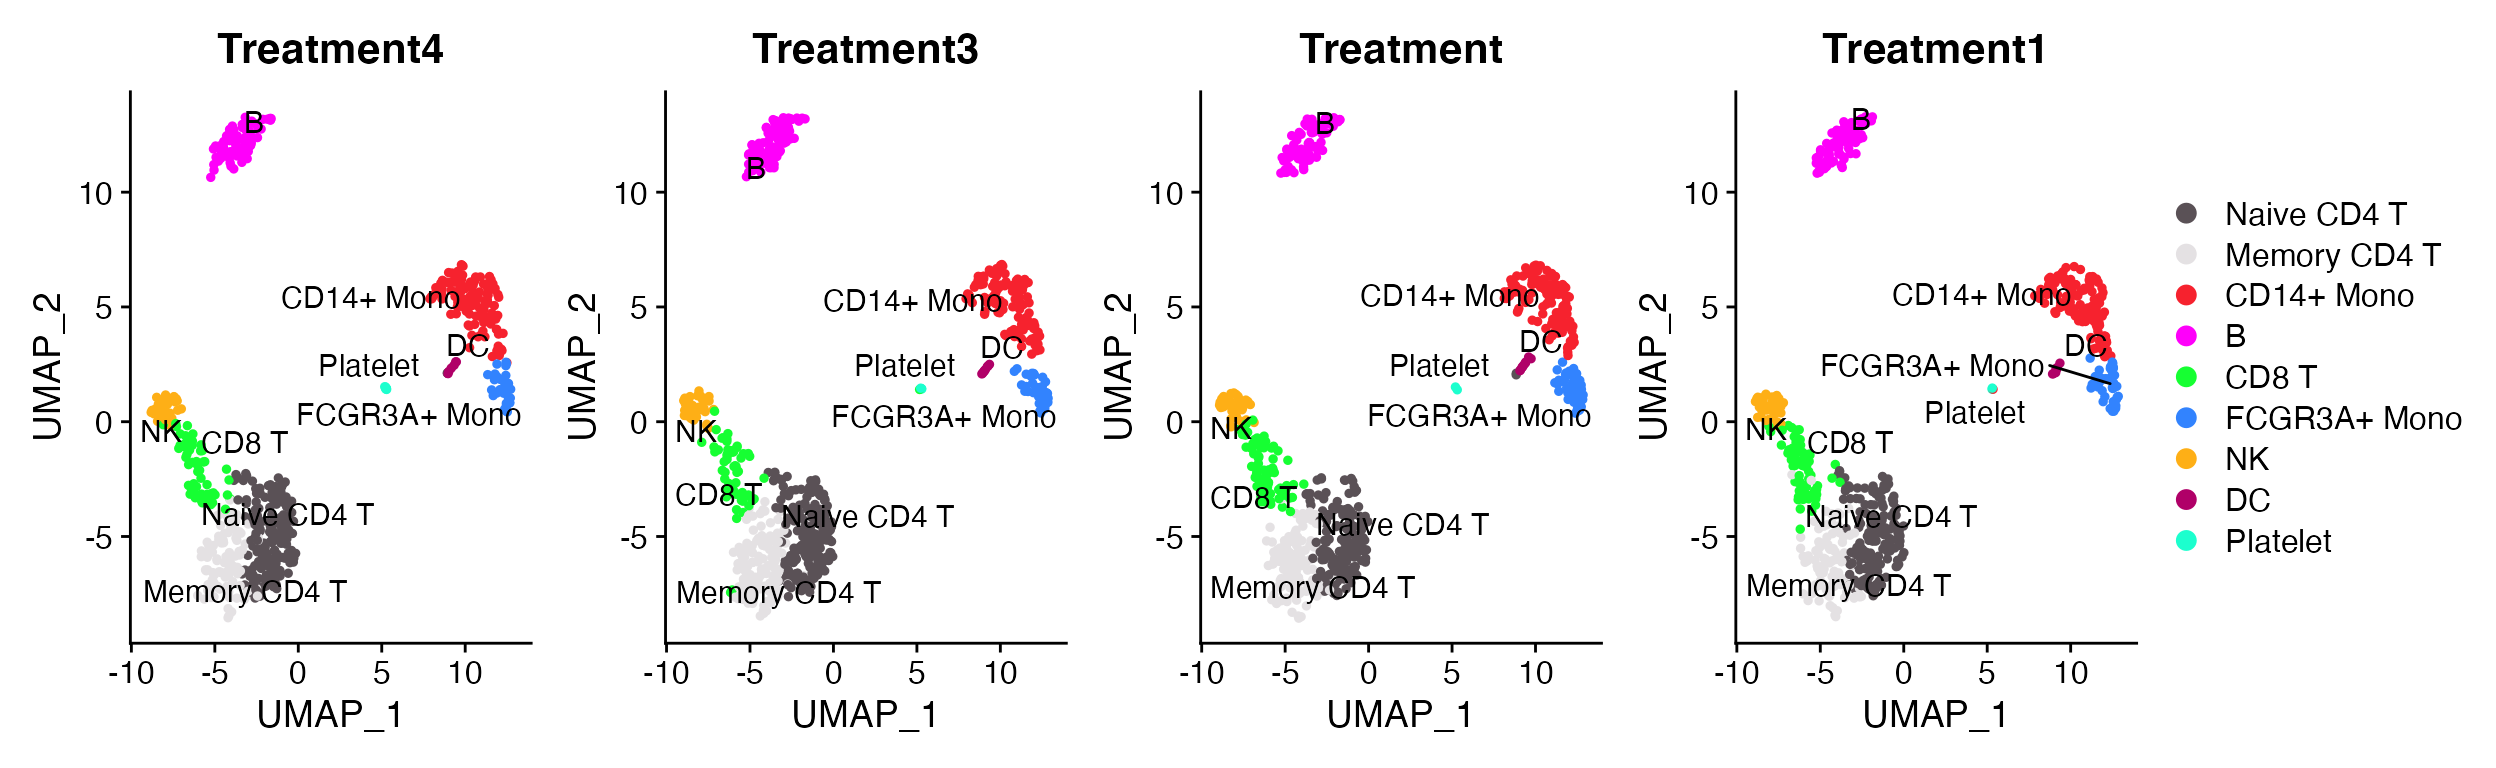 Treatment4
UMAP_2
10
5
0
-5
B
CD14+ Mono
DC
Platelet
FCGR3A+ Mono
NK
CD8 T
Naive CD4 T
Memory CD4 T
-10
-5
0
5
10
UMAP_1
Treatment3
UMAP_2
10
5
0
-5
B
CD14+ Mono
DC
Platelet
FCGR3A+ Mono
NK
CD8 T
Naive CD4 T
Memory CD4 T
-10
-5
0
5
10
UMAP_1
Treatment
UMAP_2
10
5
0
-5
B
CD14+ Mono
DC
Platelet
FCGR3A+ Mono
NK
CD8 T
Naive CD4 T
Memory CD4 T
-10
-5
0
5
10
UMAP_1
Treatment1
UMAP_2
10
5
0
-5
B
CD14+ Mono
DC
FCGR3A+ Mono
Platelet
NK
CD8 T
Naive CD4 T
Memory CD4 T
-10
-5
0
5
10
UMAP_1
Naive CD4 T
Memory CD4 T
CD14+ Mono
B
CD8 T
FCGR3A+ Mono
NK
DC
Platelet